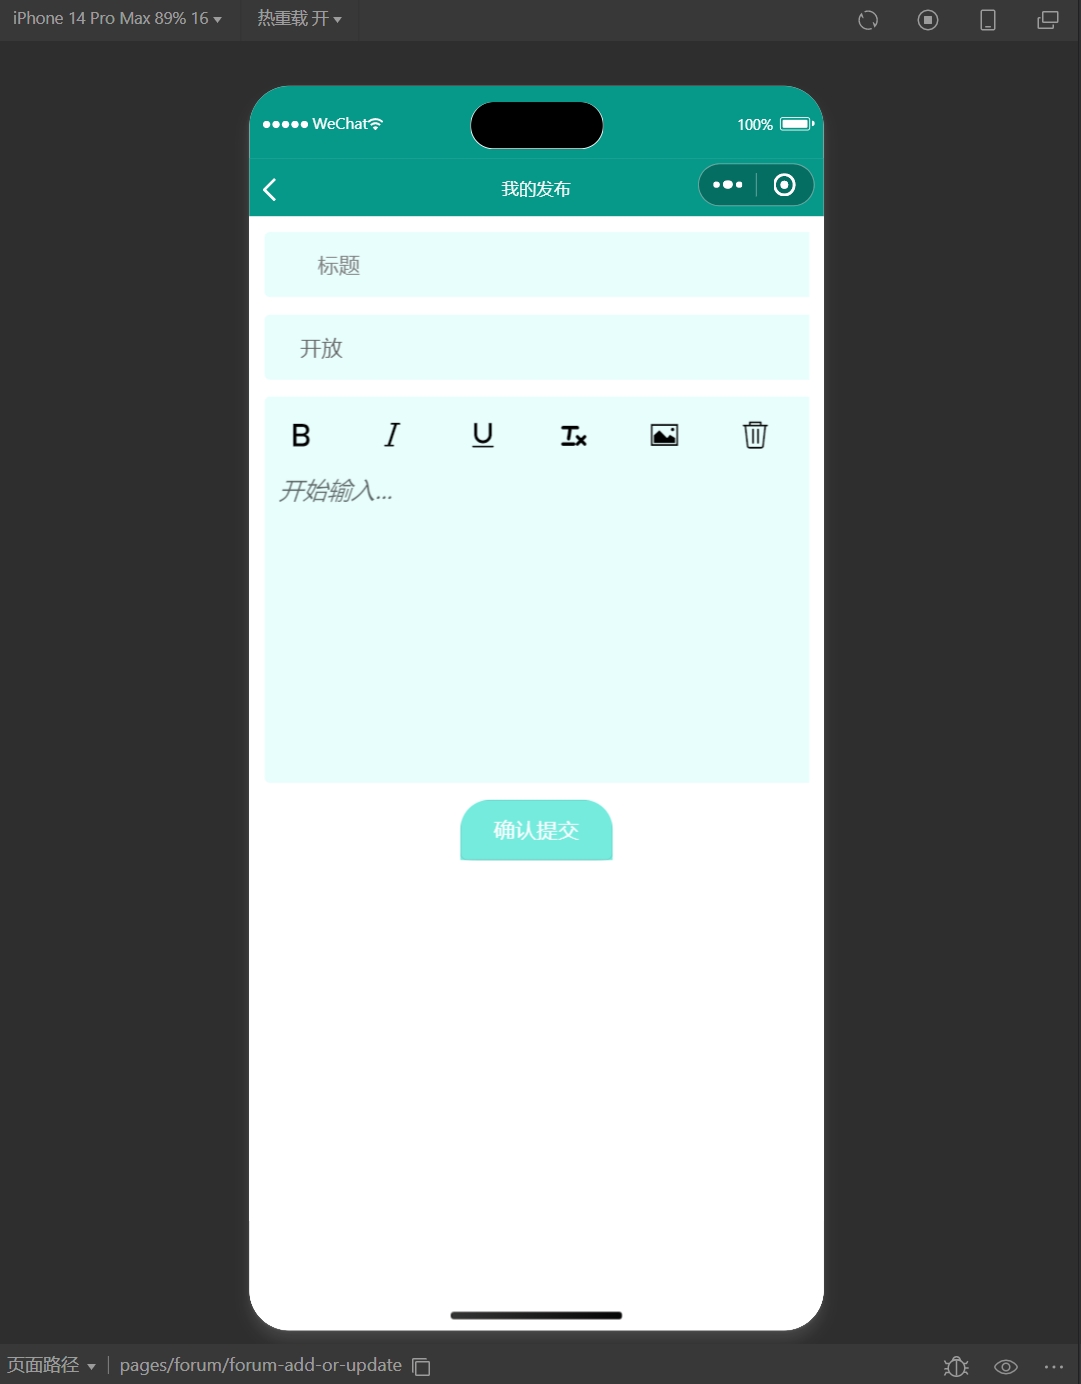 iPhone 14 Pro Max 89% 16
热重载 开
WeChat
100%
我的发布
标题
开放
B I U Tx
开始输入...
确认提交
页面路径
pages/forum/forum-add-or-update